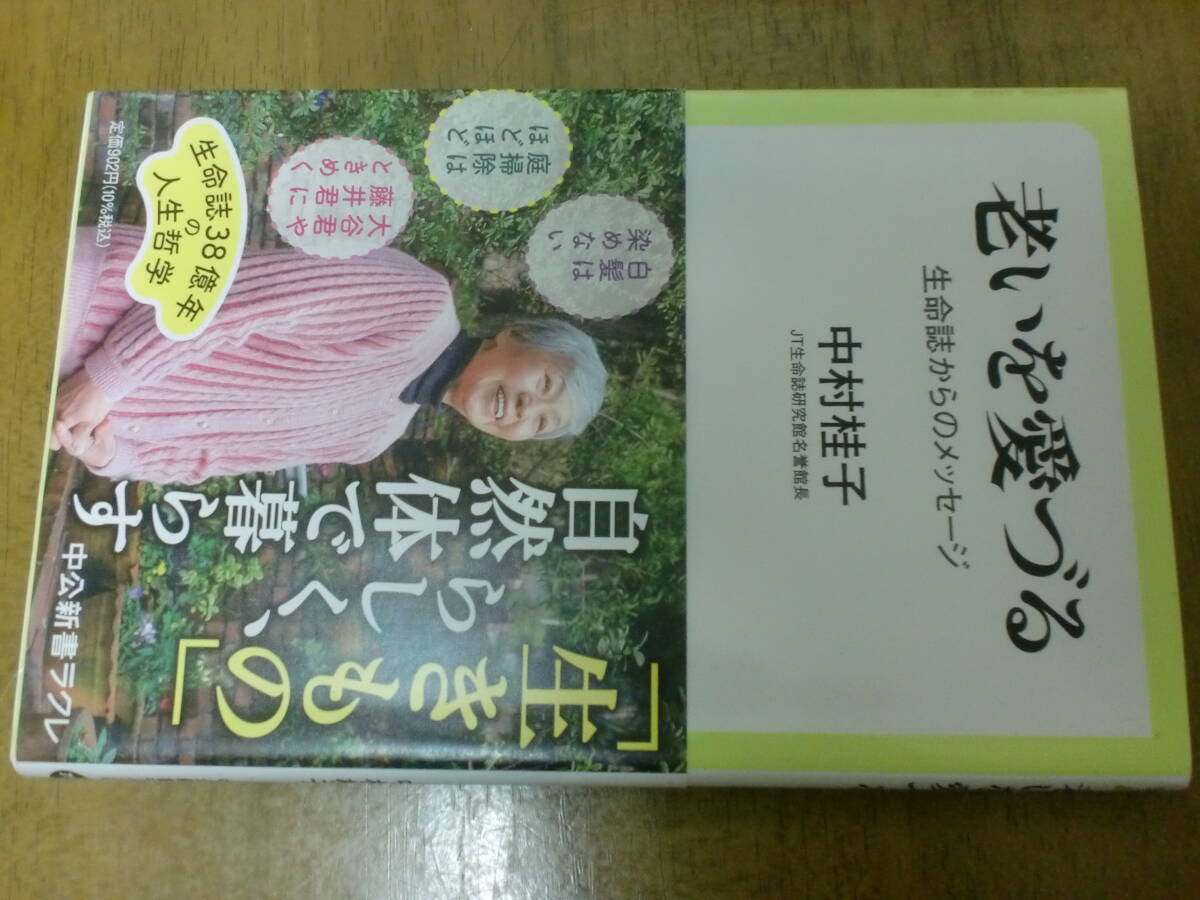 老いを愛づる
生命誌からのメッセージ
中村桂子
JT生命誌研究館名誉館長
白髪は
染めない
庭掃除は
ほどほど
大谷君や
藤井君に
ときめく
生命誌38億年
の
人生哲学
定価902円(10%税込)
「生きもの」
らしく、
自然体で暮らす
中公新書ラクレ